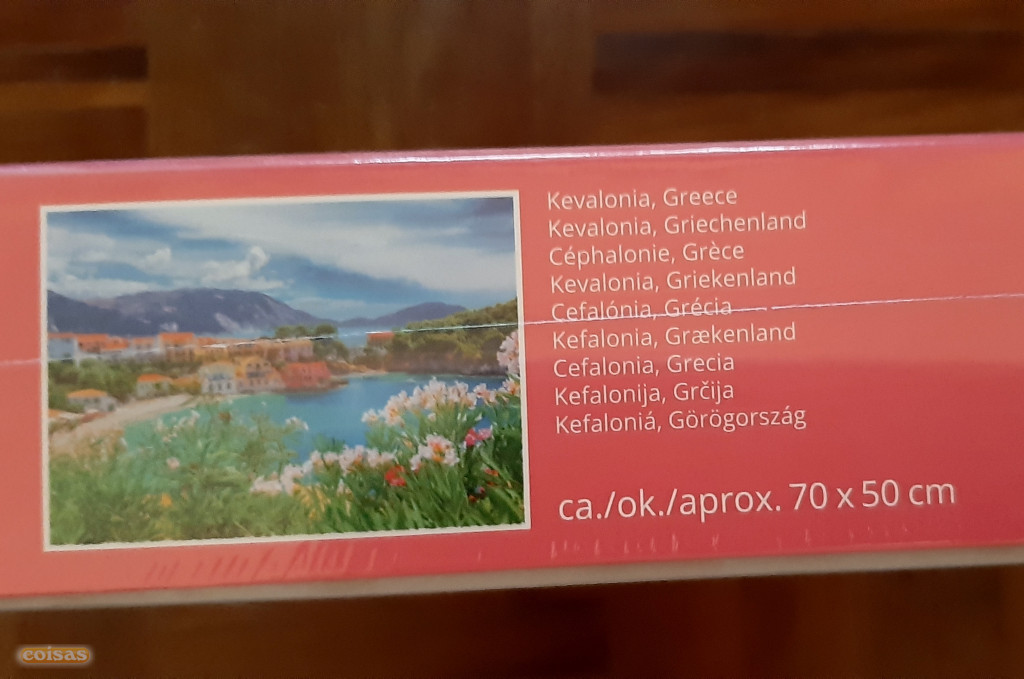 Kevalonia, Greece
Kevalonia, Griechenland
Céphalonie, Grèce
Kevalonia, Griekenland
Cefalónia, Grécia
Kefalonia, Grækenland
Cefalonia, Grecia
Kefalonija, Grčija
Kefaloniá, Görögország
ca./ok./aprox. 70 x 50 cm
coisas